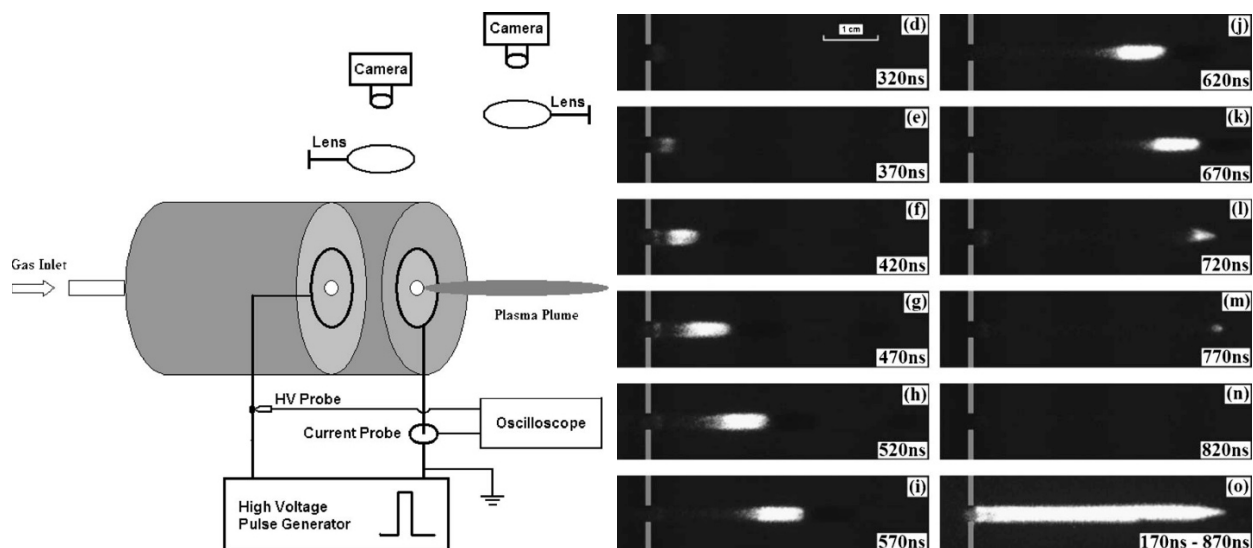 Camera
Camera
Lens
Lens
Gas Inlet
Plasma Plume
HV Probe
Current Probe
Oscilloscope
High Voltage
Pulse Generator
(d)
1 cm
320ns
(e)
370ns
(f)
420ns
(g)
470ns
(h)
520ns
(i)
570ns
(j)
620ns
(k)
670ns
(l)
720ns
(m)
770ns
(n)
820ns
(o)
170ns - 870ns